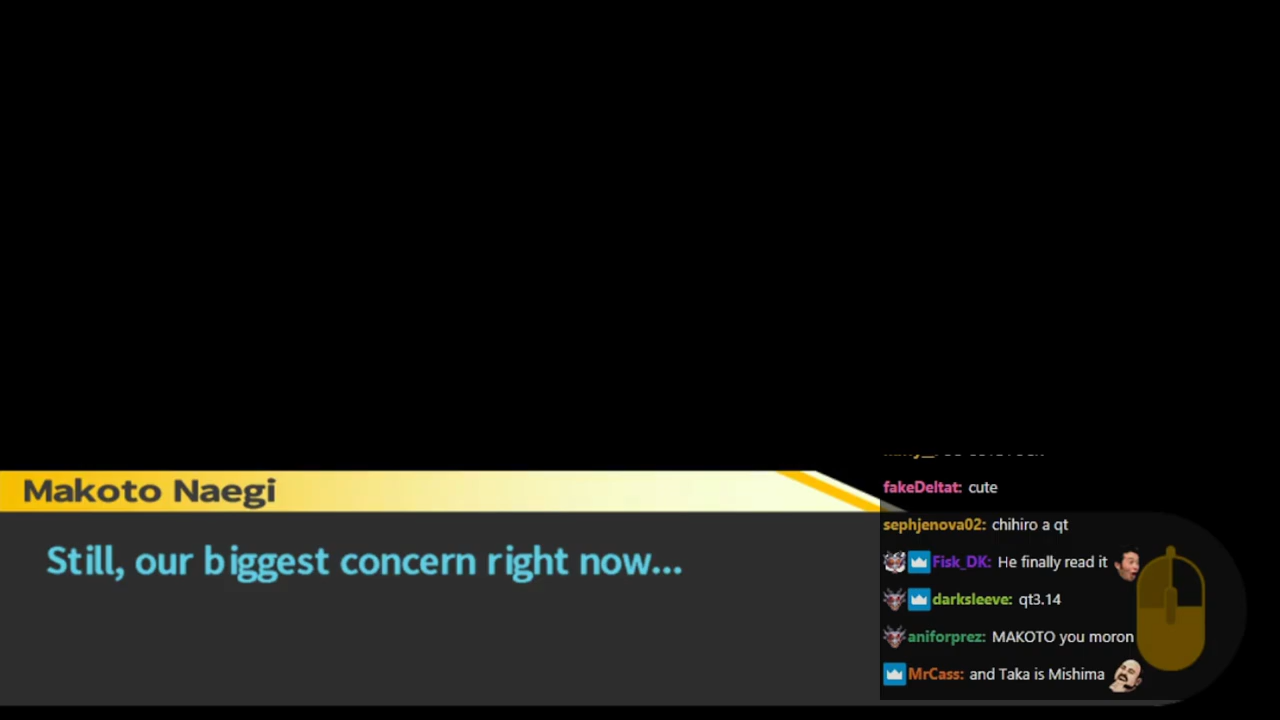 Makoto Naegi
Still, our biggest concern right now...
fakeDeltat: cute
sephjenova02: chihiro a qt
Fisk_DK: He finally read it
darksleeve: qt3.14
aniforprez: MAKOTO you moron
MrCass: and Taka is Mishima